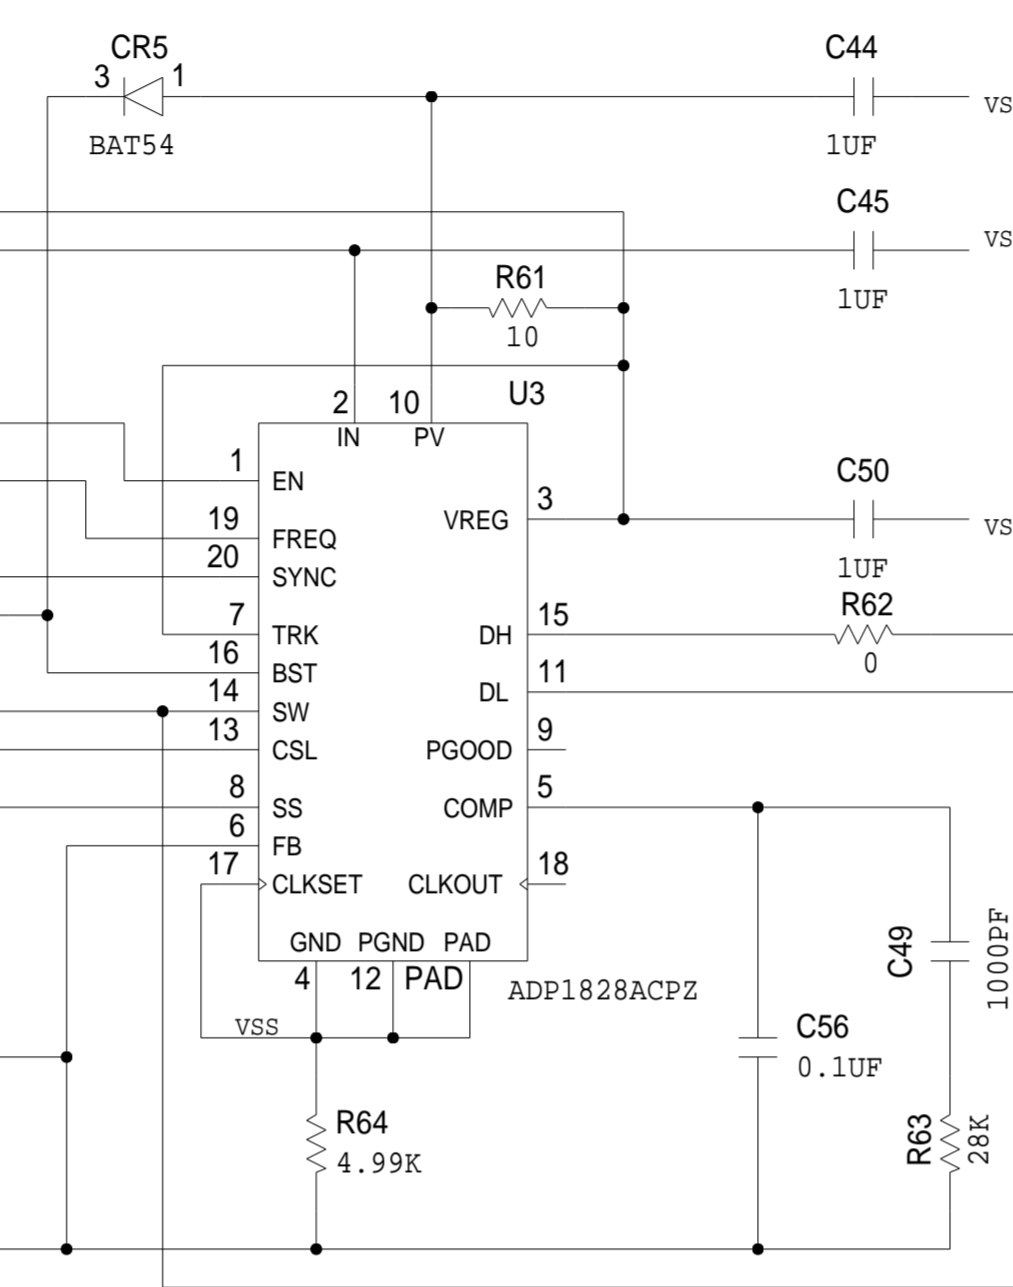 CR5
C44
3 1
VS
BAT54
1UF
C45
VS
R61
1UF
10
U3
2 10
IN PV
1
EN
C50
3
VREG
VS
19
FREQ
1UF
20
SYNC
R62
7
TRK
15
DH
0
16
BST
11
DL
14
SW
13
CSL
9
PGOOD
8
SS
5
COMP
6
FB
17
CLKSET
18
CLKOUT
GND PGND PAD
4 12 PAD
ADP1828ACPZ
C49
1000PF
VSS
C56
0.1UF
R64
4.99K
R63
28K